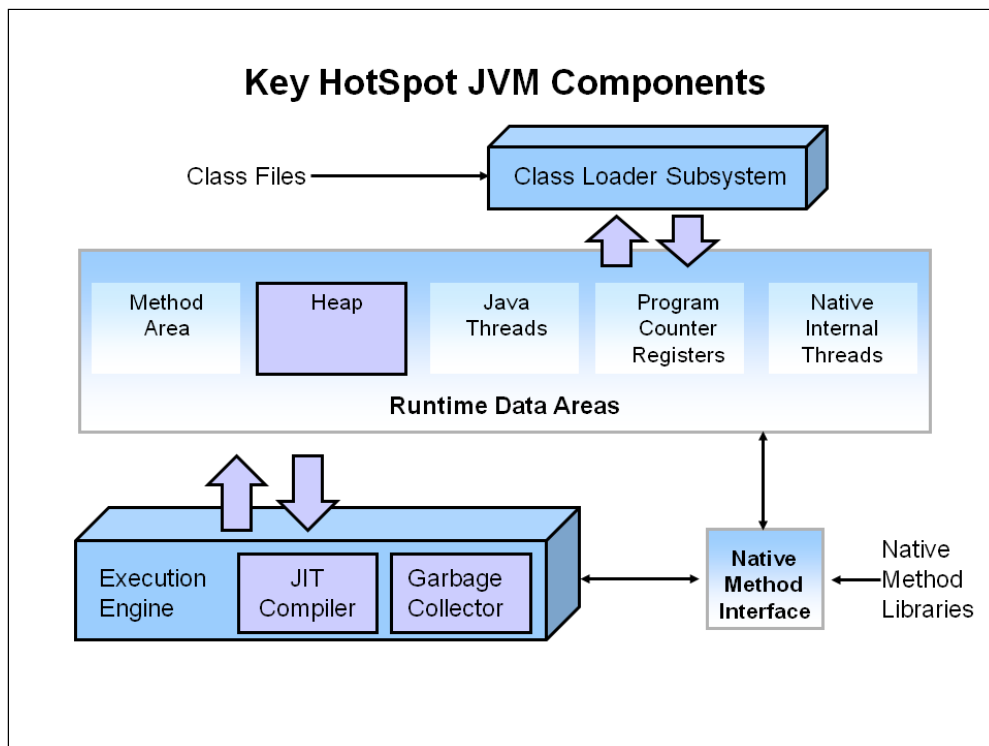 Key HotSpot JVM Components
Class Files
Class Loader Subsystem
Method
Area
Heap
Java
Threads
Program
Counter
Registers
Native
Internal
Threads
Runtime Data Areas
Execution
Engine
JIT
Compiler
Garbage
Collector
Native
Method
Interface
Native
Method
Libraries